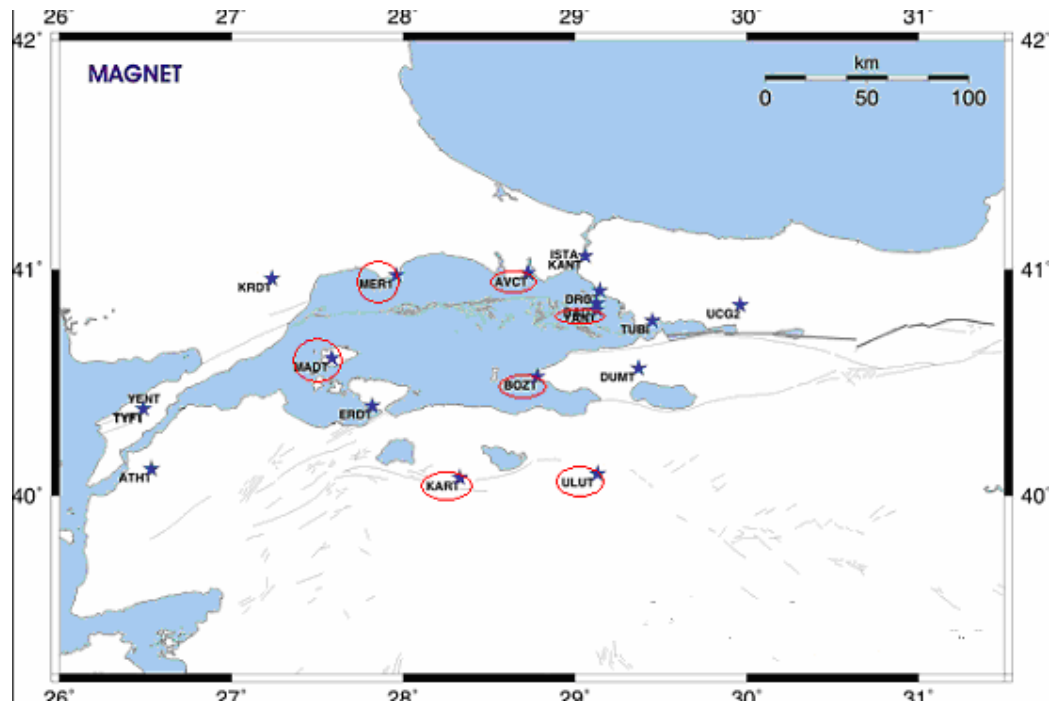 26˚ 27˚ 28˚ 29˚ 30˚ 31˚
42˚ 42˚
MAGNET
km
0 50 100
41˚ 41˚
ISTA
KANT
KRDT
MERT
AVCT
DRGT
YANT
UCG2
TUBI
MADT
BOZT
DUMT
YENT
ERDT
TYFT
ATHT
KART
ULUT
40˚ 40˚
26˚ 27˚ 28˚ 29˚ 30˚ 31˚